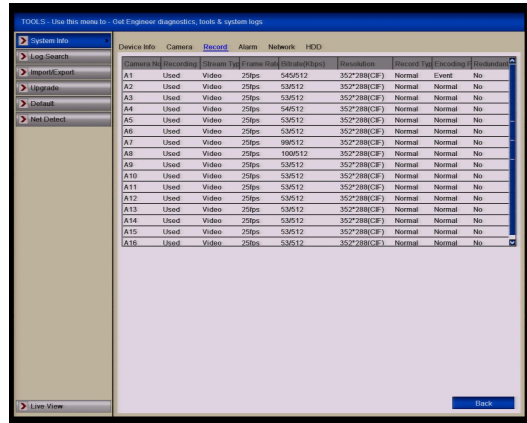 TOOLS - Use this menu to - Get Engineer diagnostics, tools & system logs
System Info
Log Search
Import/Export
Upgrade
Default
Net Detect
Live View
Device Info Camera Record Alarm Network HDD
Camera No Recording Stream Typ Frame Rate Bitrate(Kbps) Resolution Record Typ Encoding P Redundant
A1 Used Video 25fps 545/512 352*288(CIF) Normal Event No
A2 Used Video 25fps 53/512 352*288(CIF) Normal Normal No
A3 Used Video 25fps 53/512 352*288(CIF) Normal Normal No
A4 Used Video 25fps 54/512 352*288(CIF) Normal Normal No
A5 Used Video 25fps 53/512 352*288(CIF) Normal Normal No
A6 Used Video 25fps 53/512 352*288(CIF) Normal Normal No
A7 Used Video 25fps 99/512 352*288(CIF) Normal Normal No
A8 Used Video 25fps 100/512 352*288(CIF) Normal Normal No
A9 Used Video 25fps 53/512 352*288(CIF) Normal Normal No
A10 Used Video 25fps 53/512 352*288(CIF) Normal Normal No
A11 Used Video 25fps 53/512 352*288(CIF) Normal Normal No
A12 Used Video 25fps 53/512 352*288(CIF) Normal Normal No
A13 Used Video 25fps 53/512 352*288(CIF) Normal Normal No
A14 Used Video 25fps 53/512 352*288(CIF) Normal Normal No
A15 Used Video 25fps 53/512 352*288(CIF) Normal Normal No
A16 Used Video 25fps 53/512 352*288(CIF) Normal Normal No
Back